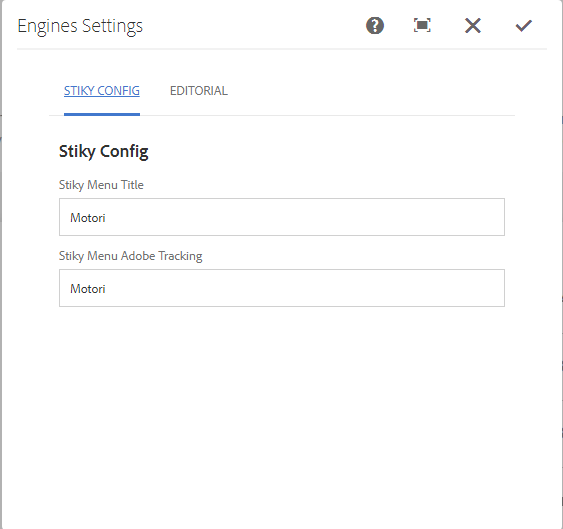 Engines Settings
STIKY CONFIG EDITORIAL
Stiky Config
Stiky Menu Title
Motori
Stiky Menu Adobe Tracking
Motori